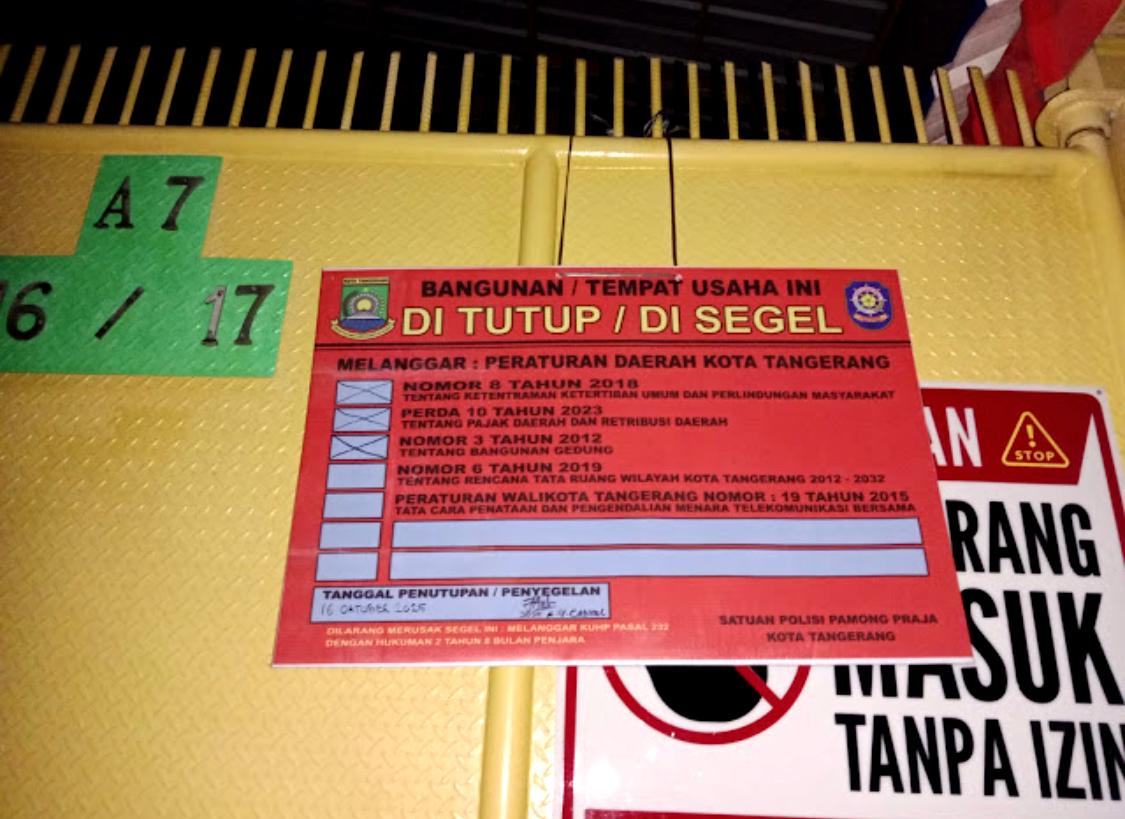 A 7
16 / 17
KOTA TANGERANG
BANGUNAN / TEMPAT USAHA INI
DI TUTUP / DI SEGEL
MELANGGAR : PERATURAN DAERAH KOTA TANGERANG
NOMOR 8 TAHUN 2018
TENTANG KETENTRAMAN KETERTIBAN UMUM DAN PERLINDUNGAN MASYARAKAT
PERDA 10 TAHUN 2023
TENTANG PAJAK DAERAH DAN RETRIBUSI DAERAH
NOMOR 3 TAHUN 2012
TENTANG BANGUNAN GEDUNG
NOMOR 6 TAHUN 2019
TENTANG RENCANA TATA RUANG WILAYAH KOTA TANGERANG 2012 - 2032
PERATURAN WALIKOTA TANGERANG NOMOR : 19 TAHUN 2015
TATA CARA PENATAAN DAN PENGENDALIAN MENARA TELEKOMUNIKASI BERSAMA
TANGGAL PENUTUPAN / PENYEGELAN
16 OKTOBER 2025
DILARANG MERUSAK SEGEL INI : MELANGGAR KUHP PASAL 232
DENGAN HUKUMAN 2 TAHUN 8 BULAN PENJARA
SATUAN POLISI PAMONG PRAJA
KOTA TANGERANG
AN
STOP
RANG
MASUK
TANPA IZIN